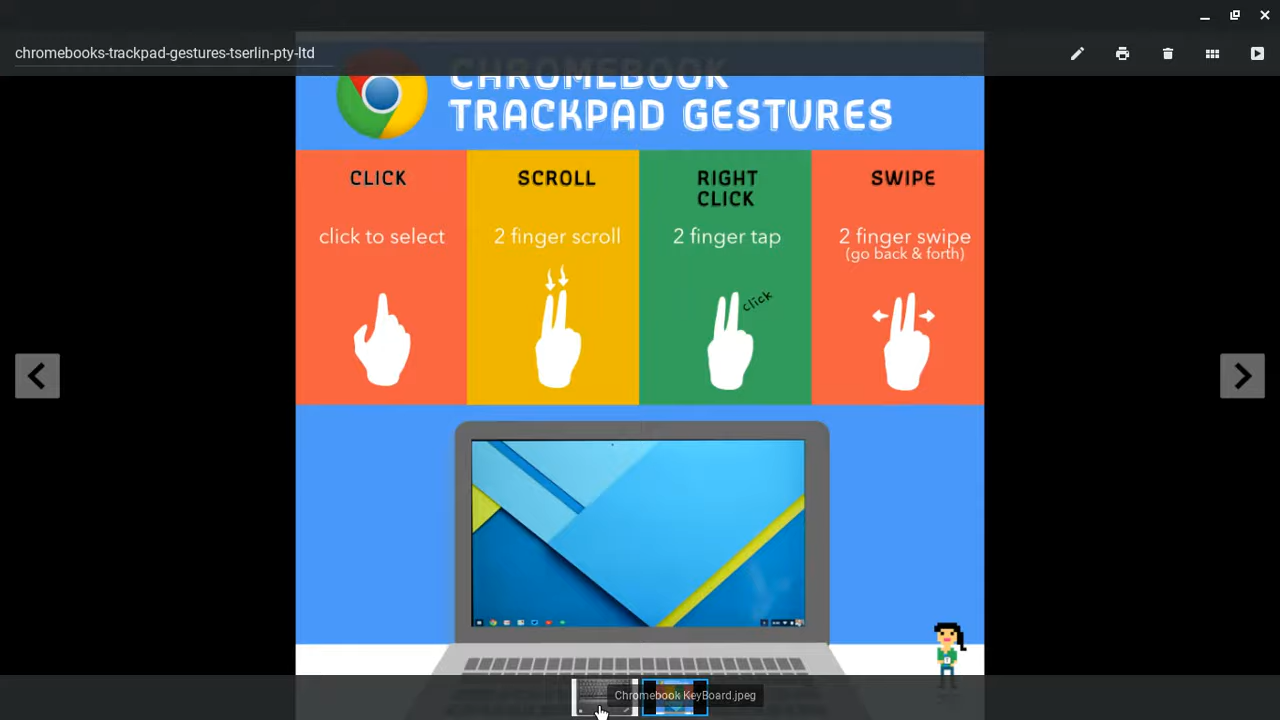 chromebooks-trackpad-gestures-tserlin-pty-ltd
CHROMEBOOK
TRACKPAD GESTURES
CLICK
click to select
SCROLL
2 finger scroll
RIGHT
CLICK
2 finger tap
click
SWIPE
2 finger swipe
(go back & forth)
Chromebook KeyBoard.jpeg